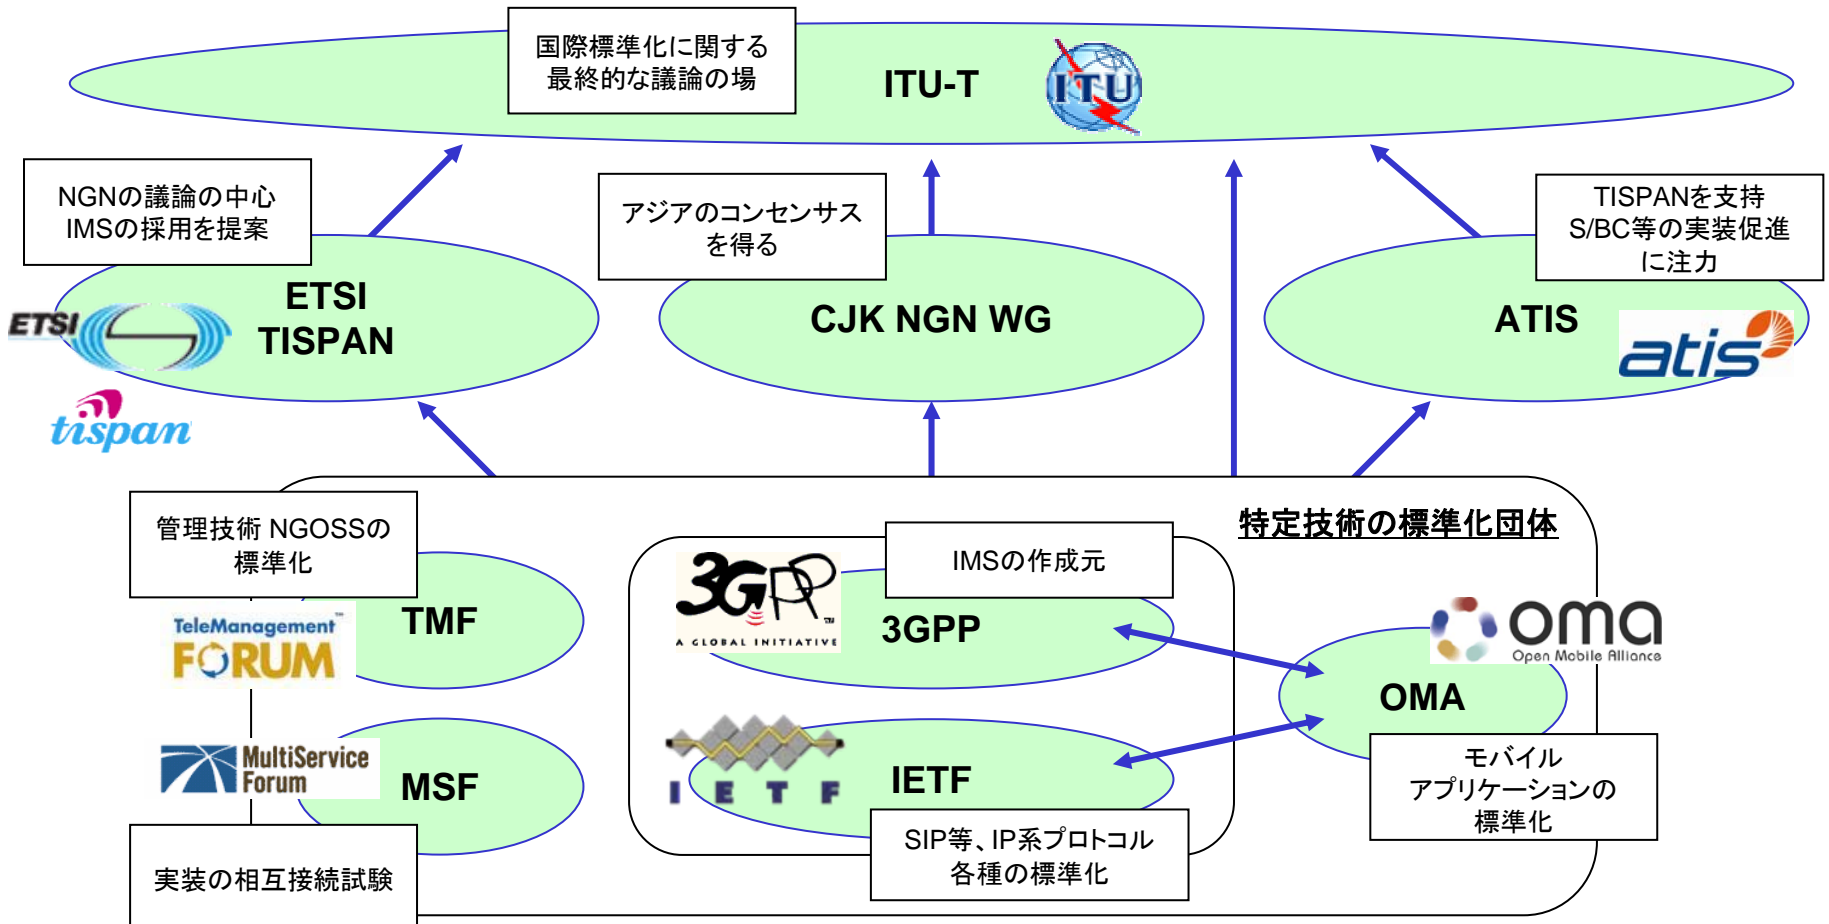 国際標準化に関する
最終的な議論の場
ITU-T
ITU
NGNの議論の中心
IMSの採用を提案
アジアのコンセンサス
を得る
TISPANを支持
S/BC等の実装促進
に注力
ETSI
TISPAN
ETSI
tispan
CJK NGN WG
ATIS
atis
特定技術の標準化団体
管理技術 NGOSSの
標準化
TMF
TeleManagement™
FORUM
IMSの作成元
3GPP
A GLOBAL INITIATIVE
3GPP
oma
Open Mobile Alliance
OMA
モバイル
アプリケーションの
標準化
MultiService
Forum
MSF
実装の相互接続試験
IETF
IETF
SIP等、IP系プロトコル
各種の標準化